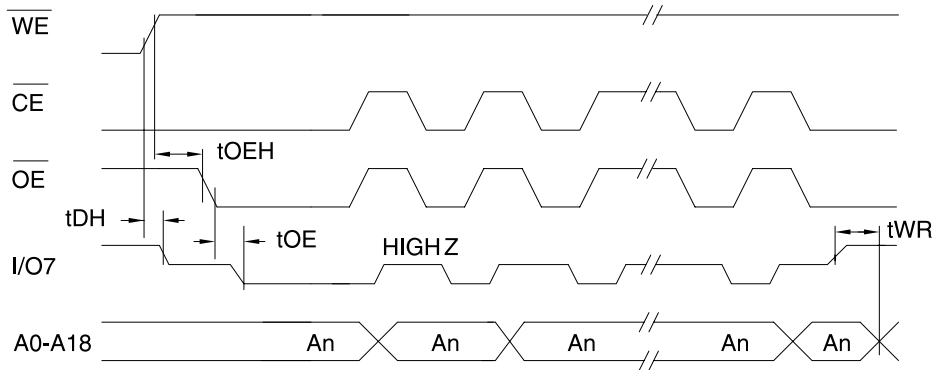 WE
CE
tOEH
OE
tDH
tOE
tWR
I/O7
HIGH Z
A0-A18
An An An An An